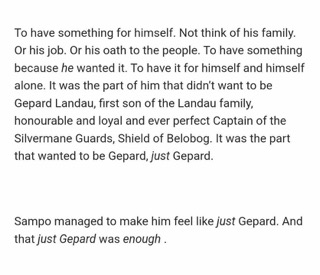 To have something for himself. Not think of his family.
Or his job. Or his oath to the people. To have something
because he wanted it. To have it for himself and himself
alone. It was the part of him that didn't want to be
Gepard Landau, first son of the Landau family,
honourable and loyal and ever perfect Captain of the
Silvermane Guards, Shield of Belobog. It was the part
that wanted to be Gepard, just Gepard.
Sampo managed to make him feel like just Gepard. And
that just Gepard was enough .